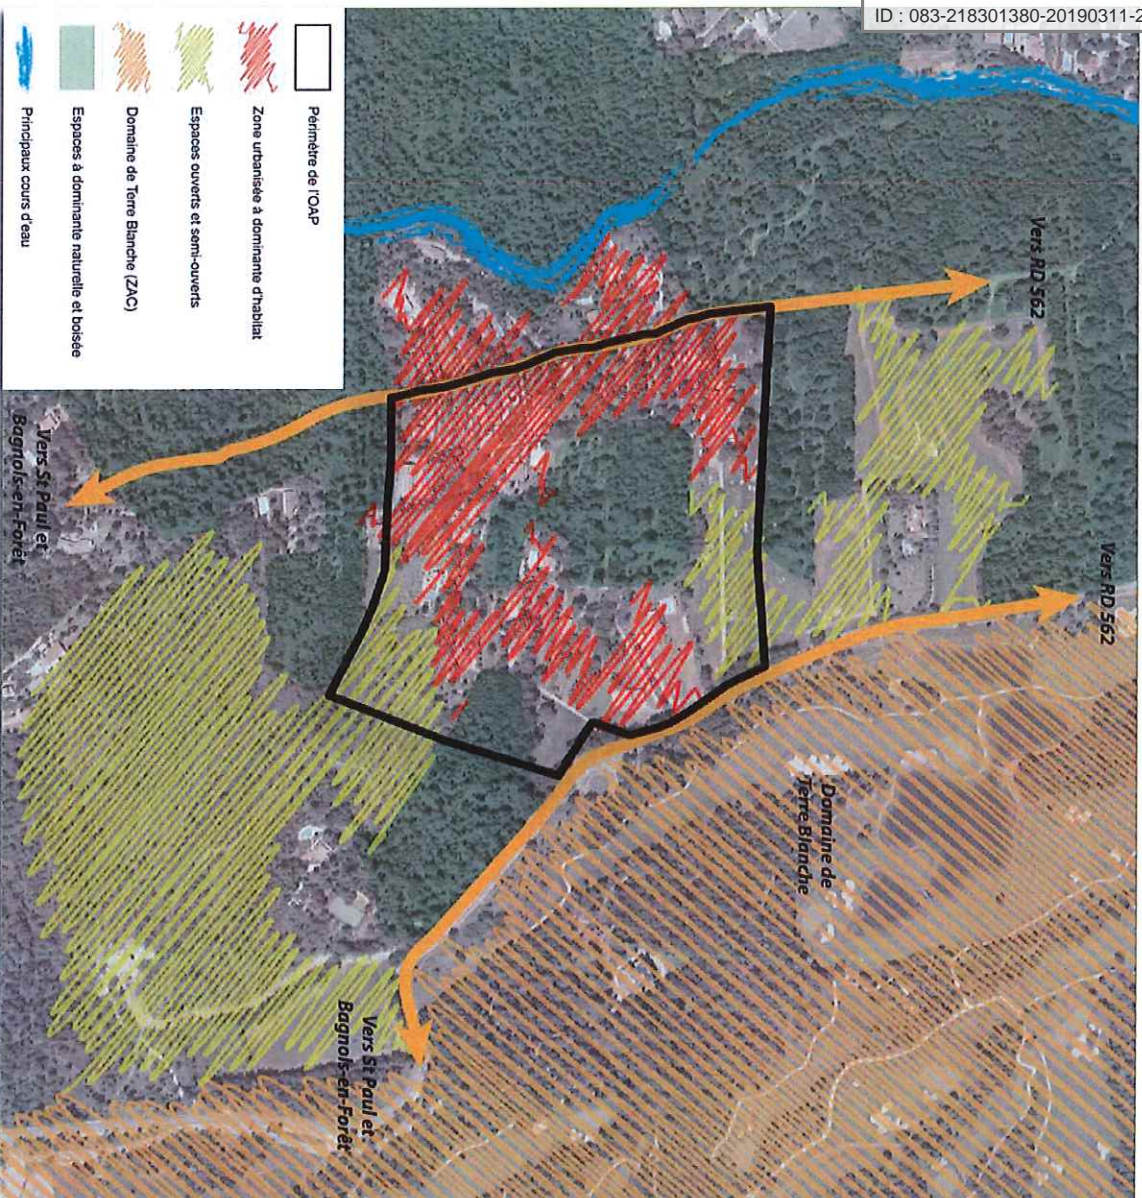 ID : 083-218301380-20190311-2
Vers RD 562
Vers RD 562
Domaine de
Terre Blanche
Vers St Paul et
Bagnols-en-Forêt
Vers St Paul et
Bagnols-en-Forêt
Périmètre de l'OAP
Zone urbanisée à dominante d'habitat
Espaces ouverts et semi-ouverts
Domaine de Terre Blanche (ZAC)
Espaces à dominante naturelle et boisée
Principaux cours d'eau